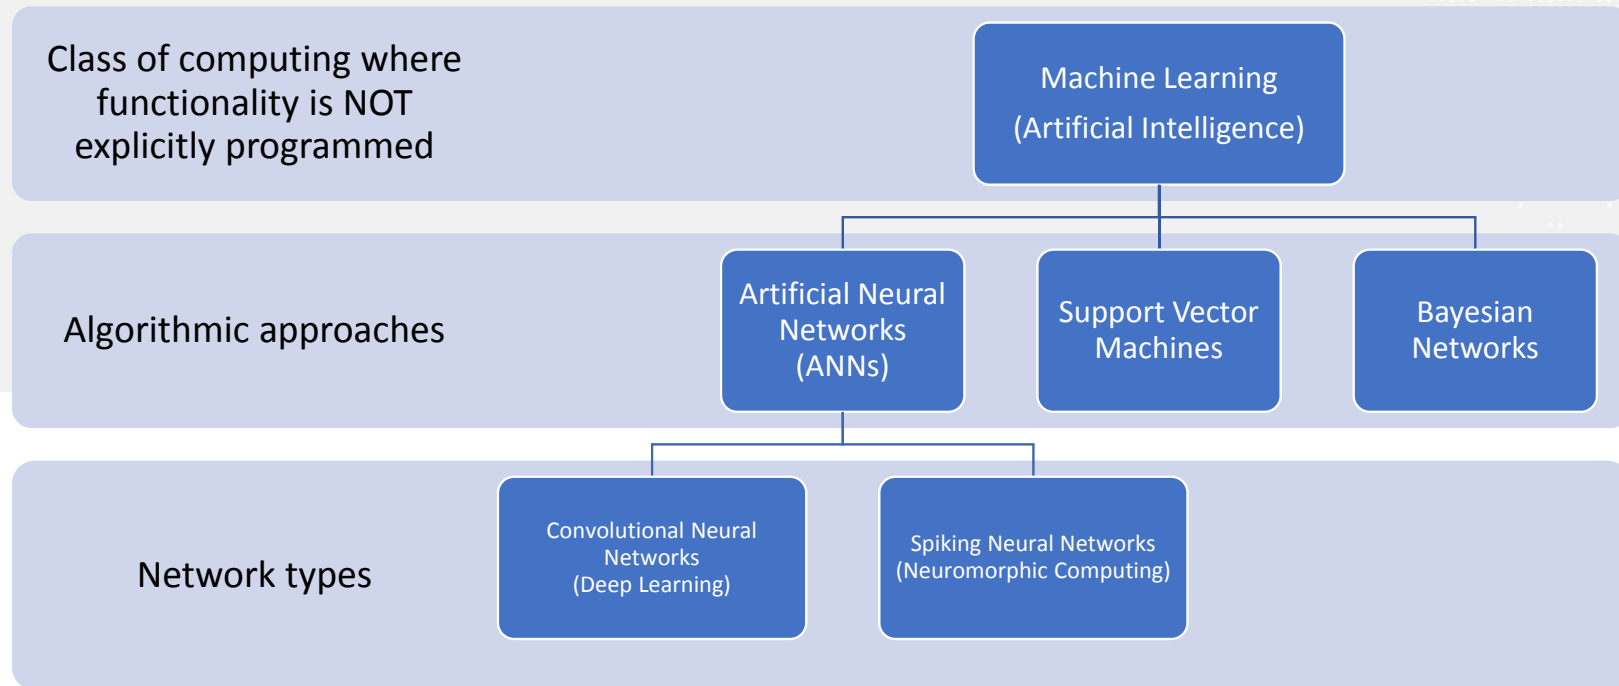 Class of computing where
functionality is NOT
explicitly programmed
Machine Learning
(Artificial Intelligence)
Algorithmic approaches
Artificial Neural
Networks
(ANNs)
Support Vector
Machines
Bayesian
Networks
Network types
Convolutional Neural
Networks
(Deep Learning)
Spiking Neural Networks
(Neuromorphic Computing)